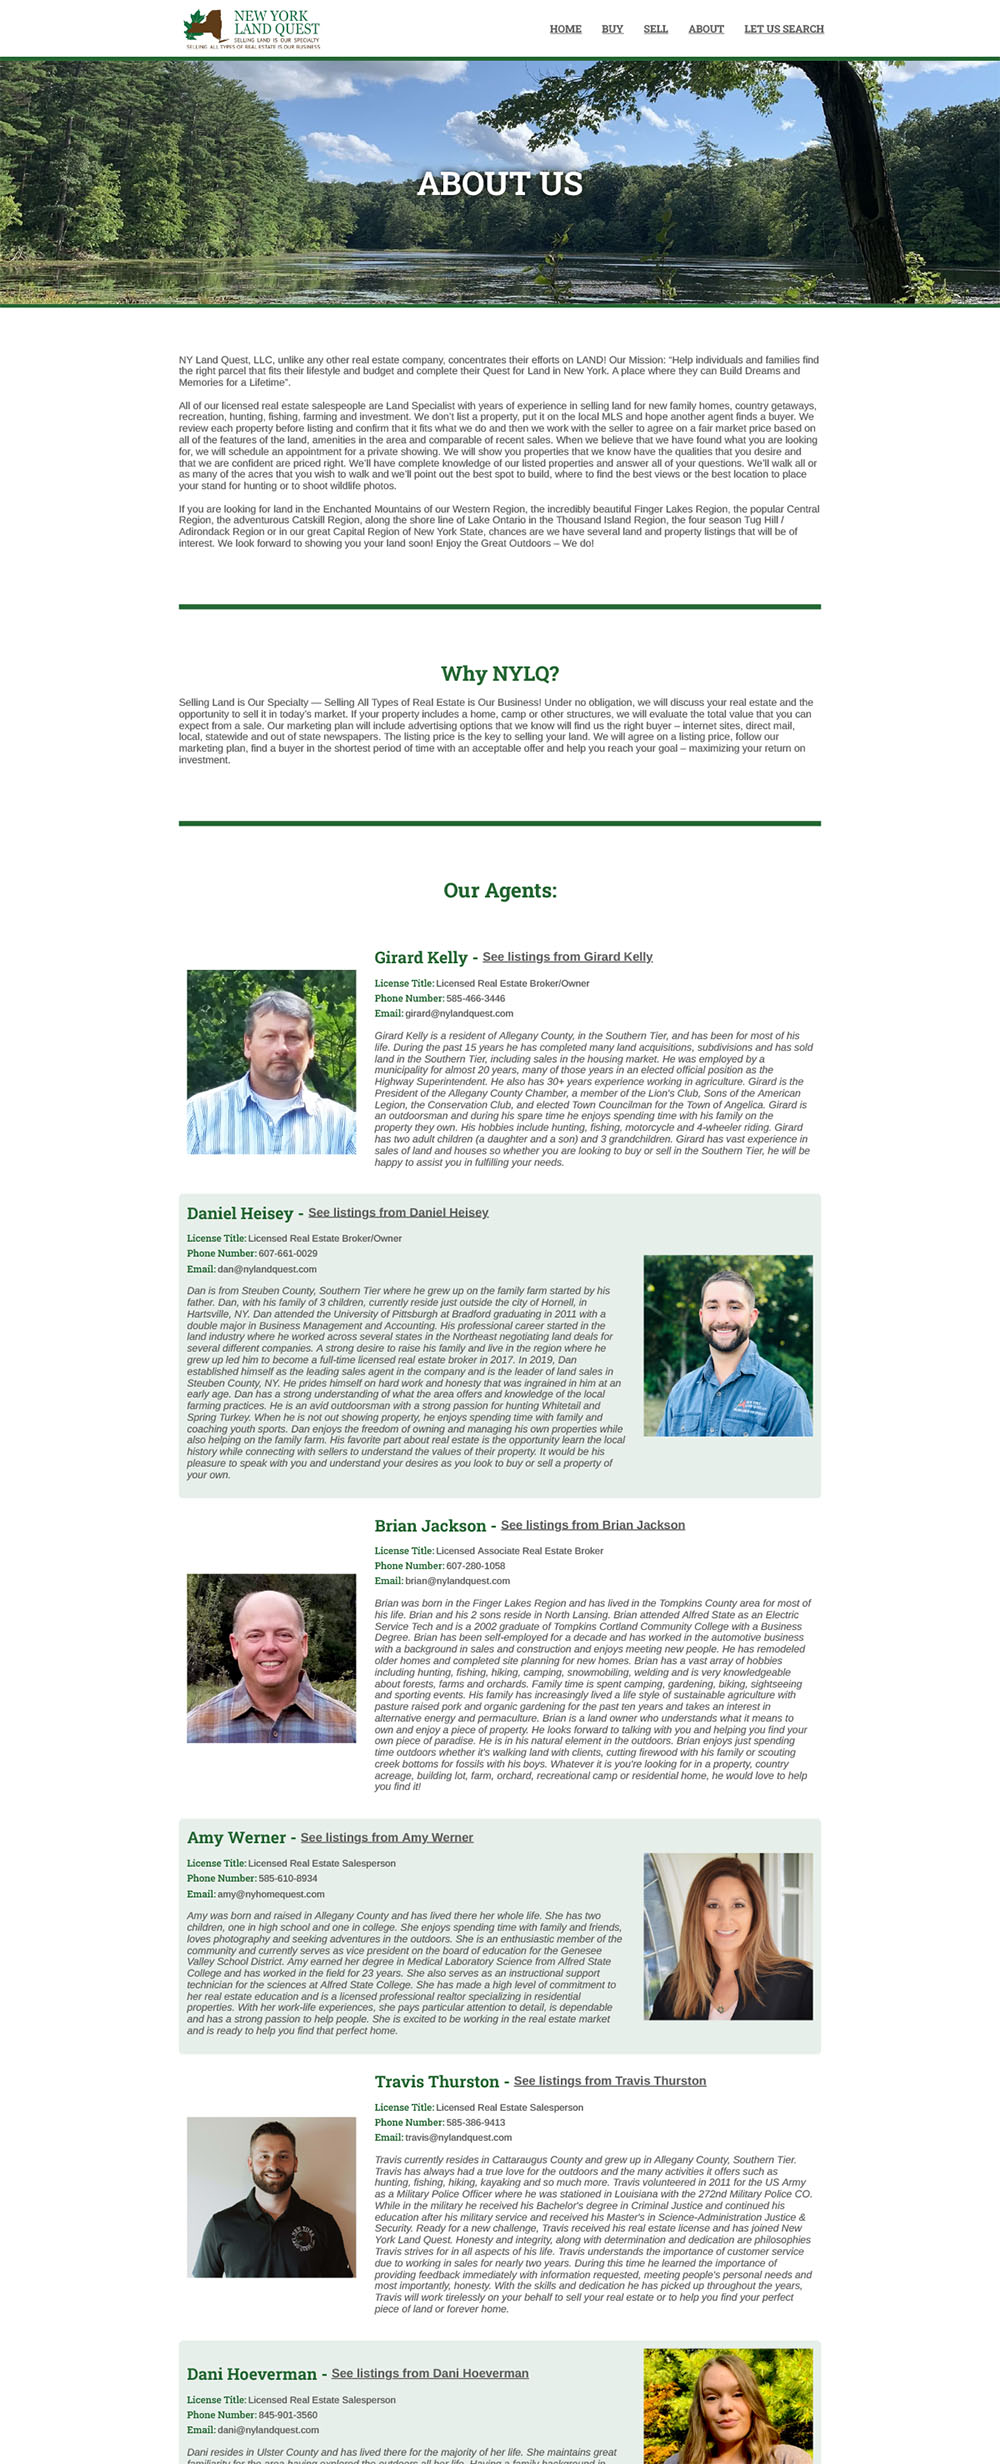 NEW YORK
LAND QUEST
SELLING LAND IS OUR SPECIALTY
SELLING ALL TYPES OF REAL ESTATE IS OUR BUSINESS
HOME BUY SELL ABOUT LET US SEARCH
ABOUT US
NY Land Quest, LLC, unlike any other real estate company, concentrates their efforts on LAND! Our Mission: “Help individuals and families find
the right parcel that fits their lifestyle and budget and complete their Quest for Land in New York. A place where they can Build Dreams and
Memories for a Lifetime”.
All of our licensed real estate salespeople are Land Specialist with years of experience in selling land for new family homes, country getaways,
recreation, hunting, fishing, farming and investment. We don’t list a property, put it on the local MLS and hope another agent finds a buyer. We
review each property before listing and confirm that it fits what we do and then we work with the seller to agree on a fair market price based on
all of the features of the land, amenities in the area and comparable of recent sales. When we believe that we have found what you are looking
for, we will schedule an appointment for a private showing. We will show you properties that we know have the qualities that you desire and
that we are confident are priced right. We’ll have complete knowledge of our listed properties and answer all of your questions. We’ll walk all or
as many of the acres that you wish to walk and we’ll point out the best spot to build, where to find the best views or the best location to place
your stand for hunting or to shoot wildlife photos.
If you are looking for land in the Enchanted Mountains of our Western Region, the incredibly beautiful Finger Lakes Region, the popular Central
Region, the adventurous Catskill Region, along the shore line of Lake Ontario in the Thousand Island Region, the four season Tug Hill /
Adirondack Region or in our great Capital Region of New York State, chances are we have several land and property listings that will be of
interest. We look forward to showing you your land soon! Enjoy the Great Outdoors – We do!
Why NYLQ?
Selling Land is Our Specialty — Selling All Types of Real Estate is Our Business! Under no obligation, we will discuss your real estate and the
opportunity to sell it in today’s market. If your property includes a home, camp or other structures, we will evaluate the total value that you can
expect from a sale. Our marketing plan will include advertising options that we know will find us the right buyer – internet sites, direct mail,
local, statewide and out of state newspapers. The listing price is the key to selling your land. We will agree on a listing price, follow our
marketing plan, find a buyer in the shortest period of time with an acceptable offer and help you reach your goal – maximizing your return on
investment.
Our Agents:
Girard Kelly - See listings from Girard Kelly
License Title: Licensed Real Estate Broker/Owner
Phone Number: 585-466-3446
Email: girard@nylandquest.com
Girard Kelly is a resident of Allegany County, in the Southern Tier, and has been for most of his
life. During the past 15 years he has completed many land acquisitions, subdivisions and has sold
land in the Southern Tier, including sales in the housing market. He was employed by a
municipality for almost 20 years, many of those years in an elected official position as the
Highway Superintendent. He also has 30+ years experience working in agriculture. Girard is the
President of the Allegany County Chamber, a member of the Lion's Club, Sons of the American
Legion, the Conservation Club, and elected Town Councilman for the Town of Angelica. Girard is
an outdoorsman and during his spare time he enjoys spending time with his family on the
property they own. His hobbies include hunting, fishing, motorcycle and 4-wheeler riding. Girard
has two adult children (a daughter and a son) and 3 grandchildren. Girard has vast experience in
sales of land and houses so whether you are looking to buy or sell in the Southern Tier, he will be
happy to assist you in fulfilling your needs.
Daniel Heisey - See listings from Daniel Heisey
License Title: Licensed Real Estate Broker/Owner
Phone Number: 607-661-0029
Email: dan@nylandquest.com
Dan is from Steuben County, Southern Tier where he grew up on the family farm started by his
father. Dan, with his family of 3 children, currently reside just outside the city of Hornell, in
Hartsville, NY. Dan attended the University of Pittsburgh at Bradford graduating in 2011 with a
double major in Business Management and Accounting. His professional career started in the
land industry where he worked across several states in the Northeast negotiating land deals for
several different companies. A strong desire to raise his family and live in the region where he
grew up led him to become a full-time licensed real estate broker in 2017. In 2019, Dan
established himself as the leading sales agent in the company and is the leader of land sales in
Steuben County, NY. He prides himself on hard work and honesty that was ingrained in him at an
early age. Dan has a strong understanding of what the area offers and knowledge of the local
farming practices. He is an avid outdoorsman with a strong passion for hunting Whitetail and
Spring Turkey. When he is not out showing property, he enjoys spending time with family and
coaching youth sports. Dan enjoys the freedom of owning and managing his own properties while
also helping on the family farm. His favorite part about real estate is the opportunity learn the local
history while connecting with sellers to understand the values of their property. It would be his
pleasure to speak with you and understand your desires as you look to buy or sell a property of
your own.
Brian Jackson - See listings from Brian Jackson
License Title: Licensed Associate Real Estate Broker
Phone Number: 607-280-1058
Email: brian@nylandquest.com
Brian was born in the Finger Lakes Region and has lived in the Tompkins County area for most of
his life. Brian and his 2 sons reside in North Lansing. Brian attended Alfred State as an Electric
Service Tech and is a 2002 graduate of Tompkins Cortland Community College with a Business
Degree. Brian has been self-employed for a decade and has worked in the automotive business
with a background in sales and construction and enjoys meeting new people. He has remodeled
older homes and completed site planning for new homes. Brian has a vast array of hobbies
including hunting, fishing, hiking, camping, snowmobiling, welding and is very knowledgeable
about forests, farms and orchards. Family time is spent camping, gardening, biking, sightseeing
and sporting events. His family has increasingly lived a life style of sustainable agriculture with
pasture raised pork and organic gardening for the past ten years and takes an interest in
alternative energy and permaculture. Brian is a land owner who understands what it means to
own and enjoy a piece of property. He looks forward to talking with you and helping you find your
own piece of paradise. He is in his natural element in the outdoors. Brian enjoys just spending
time outdoors whether it's walking land with clients, cutting firewood with his family or scouting
creek bottoms for fossils with his boys. Whatever it is you're looking for in a property, country
acreage, building lot, farm, orchard, recreational camp or residential home, he would love to help
you find it!
Amy Werner - See listings from Amy Werner
License Title: Licensed Real Estate Salesperson
Phone Number: 585-610-8934
Email: amy@nyhomequest.com
Amy was born and raised in Allegany County and has lived there her whole life. She has two
children, one in high school and one in college. She enjoys spending time with family and friends,
loves photography and seeking adventures in the outdoors. She is an enthusiastic member of the
community and currently serves as vice president on the board of education for the Genesee
Valley School District. Amy earned her degree in Medical Laboratory Science from Alfred State
College and has worked in the field for 23 years. She also serves as an instructional support
technician for the sciences at Alfred State College. She has made a high level of commitment to
her real estate education and is a licensed professional realtor specializing in residential
properties. With her work-life experiences, she pays particular attention to detail, is dependable
and has a strong passion to help people. She is excited to be working in the real estate market
and is ready to help you find that perfect home.
Travis Thurston - See listings from Travis Thurston
License Title: Licensed Real Estate Salesperson
Phone Number: 585-386-9413
Email: travis@nylandquest.com
Travis currently resides in Cattaraugus County and grew up in Allegany County, Southern Tier.
Travis has always had a true love for the outdoors and the many activities it offers such as
hunting, fishing, hiking, kayaking and so much more. Travis volunteered in 2011 for the US Army
as a Military Police Officer where he was stationed in Louisiana with the 272nd Military Police CO.
While in the military he received his Bachelor's degree in Criminal Justice and continued his
education after his military service and received his Master's in Science-Administration Justice &
Security. Ready for a new challenge, Travis received his real estate license and has joined New
York Land Quest. Honesty and integrity, along with determination and dedication are philosophies
Travis strives for in all aspects of his life. Travis understands the importance of customer service
due to working in sales for nearly two years. During this time he learned the importance of
providing feedback immediately with information requested, meeting people's personal needs and
most importantly, honesty. With the skills and dedication he has picked up throughout the years,
Travis will work tirelessly on your behalf to sell your real estate or to help you find your perfect
piece of land or forever home.
Dani Hoeverman - See listings from Dani Hoeverman
License Title: Licensed Real Estate Salesperson
Phone Number: 845-901-3560
Email: dani@nylandquest.com
Dani resides in Ulster County and has lived there for the majority of her life. She maintains great
familiarity for the area having explored the outdoors all her life. Having a family background in